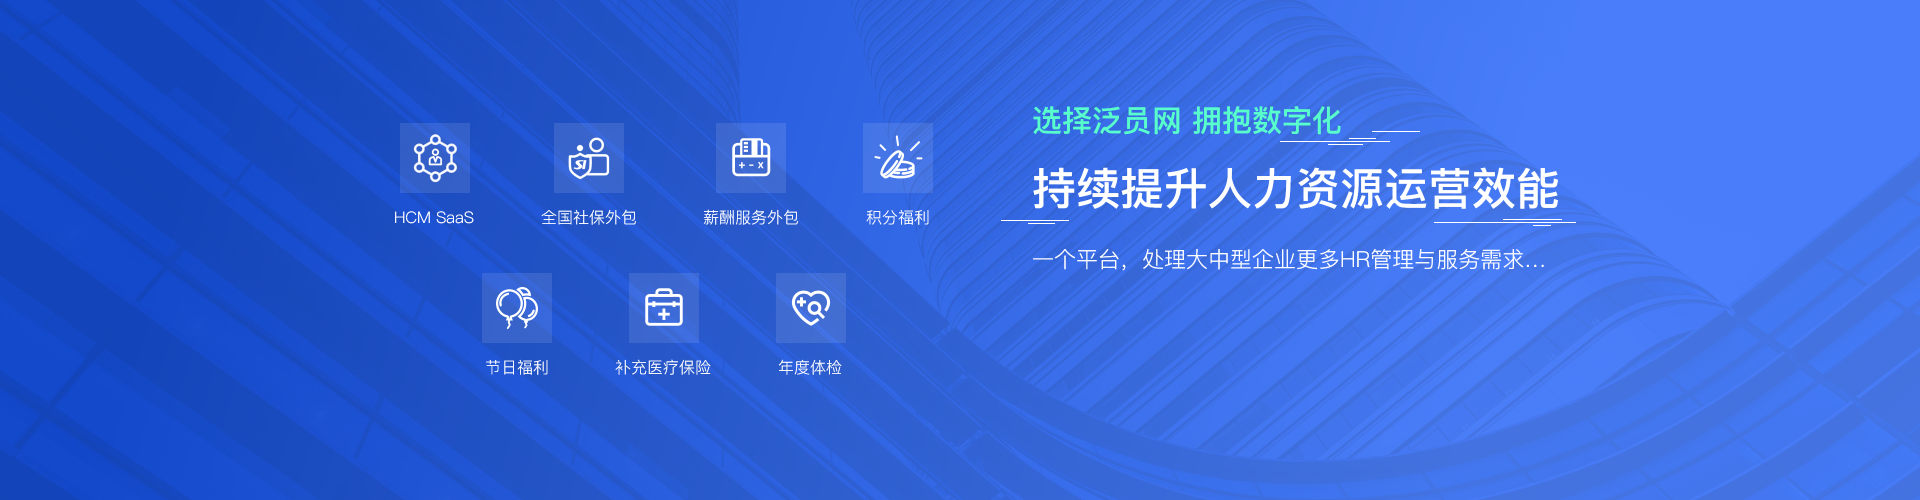 选择泛员网 拥抱数字化
持续提升人力资源运营效能
一个平台，处理大中型企业更多HR管理与服务需求...
SI
+ - x
HCM SaaS
全国社保外包
薪酬服务外包
积分福利
节日福利
补充医疗保险
年度体检